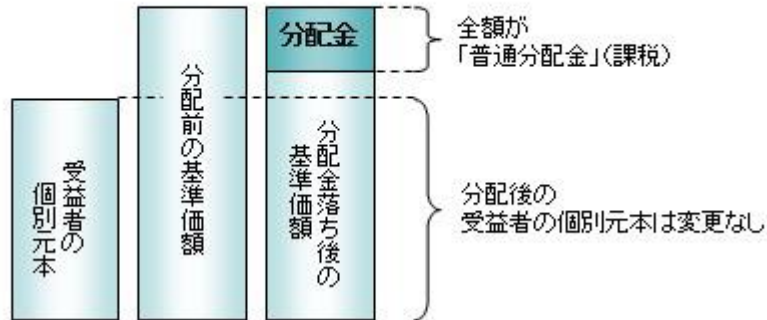 受益者の
個別元本
分配前の基準価額
分配金
分配金落ち後の
基準価額
全額が
「普通分配金」(課税)
分配後の
受益者の個別元本は変更なし